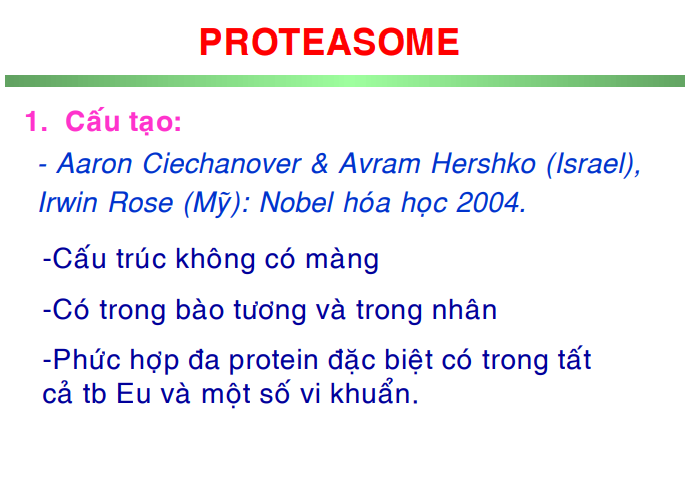 PROTEASOME
1. Cấu tạo:
- Aaron Ciechanover & Avram Hershko (Israel),
Irwin Rose (Mỹ): Nobel hóa học 2004.
-Cấu trúc không có màng
-Có trong bào tương và trong nhân
-Phức hợp đa protein đặc biệt có trong tất
cả tb Eu và một số vi khuẩn.